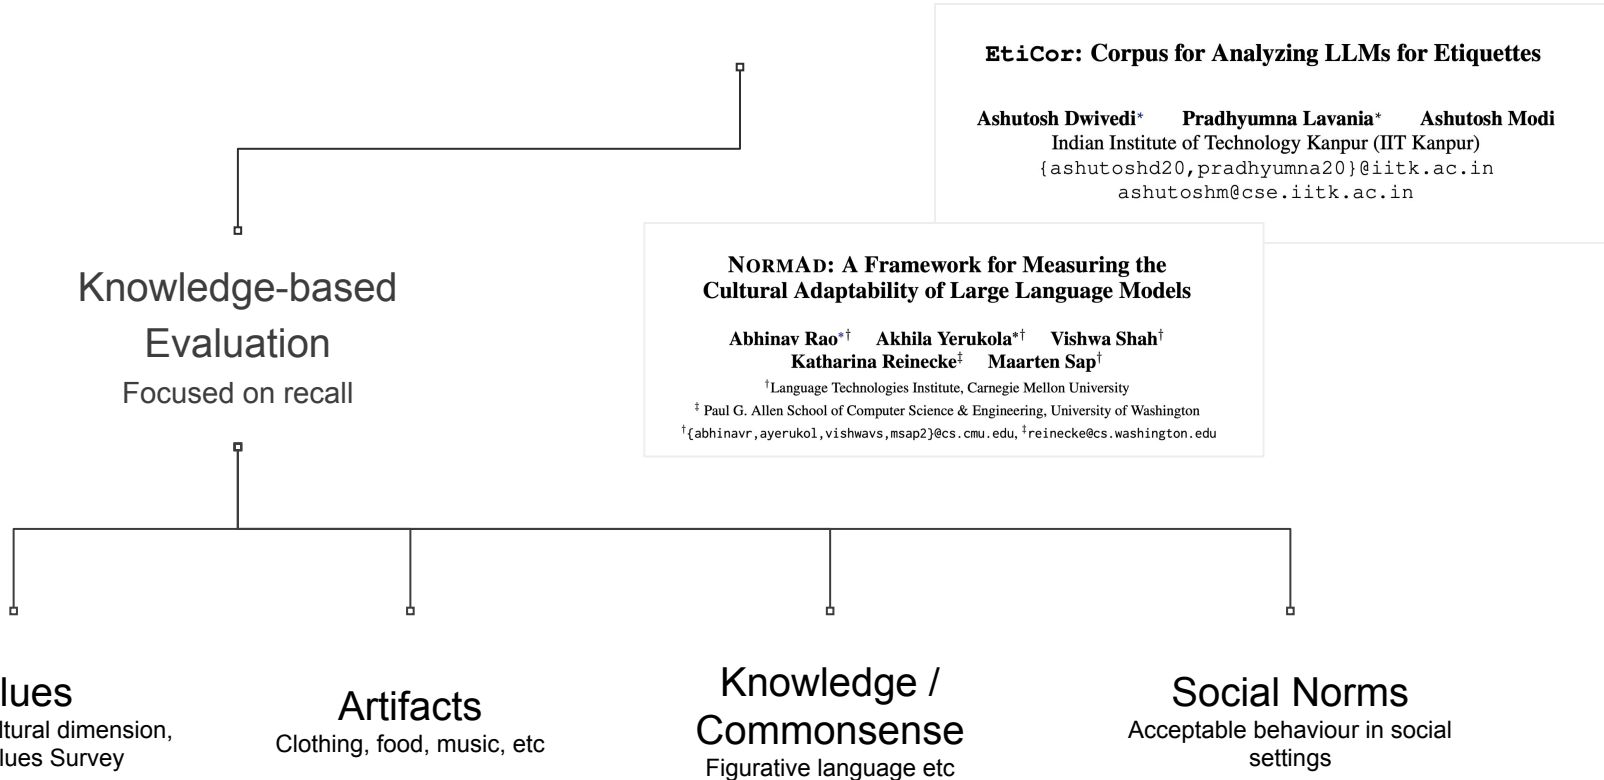 EtiCor: Corpus for Analyzing LLMs for Etiquettes
Ashutosh Dwivedi* Pradhyumna Lavania* Ashutosh Modi
Indian Institute of Technology Kanpur (IIT Kanpur)
{ashutoshd20,pradhyumna20}@iitk.ac.in
ashutoshm@cse.iitk.ac.in
NORMAD: A Framework for Measuring the
Cultural Adaptability of Large Language Models
Abhinav Rao*† Akhila Yerukola*† Vishwa Shah†
Katharina Reinecke‡ Maarten Sap†
†Language Technologies Institute, Carnegie Mellon University
‡ Paul G. Allen School of Computer Science & Engineering, University of Washington
†{abhinavr,ayerukol,vishwavs,msap2}@cs.cmu.edu, ‡reinecke@cs.washington.edu
Knowledge-based
Evaluation
Focused on recall
lues
ltural dimension,
lues Survey
Artifacts
Clothing, food, music, etc
Knowledge /
Commonsense
Figurative language etc
Social Norms
Acceptable behaviour in social
settings